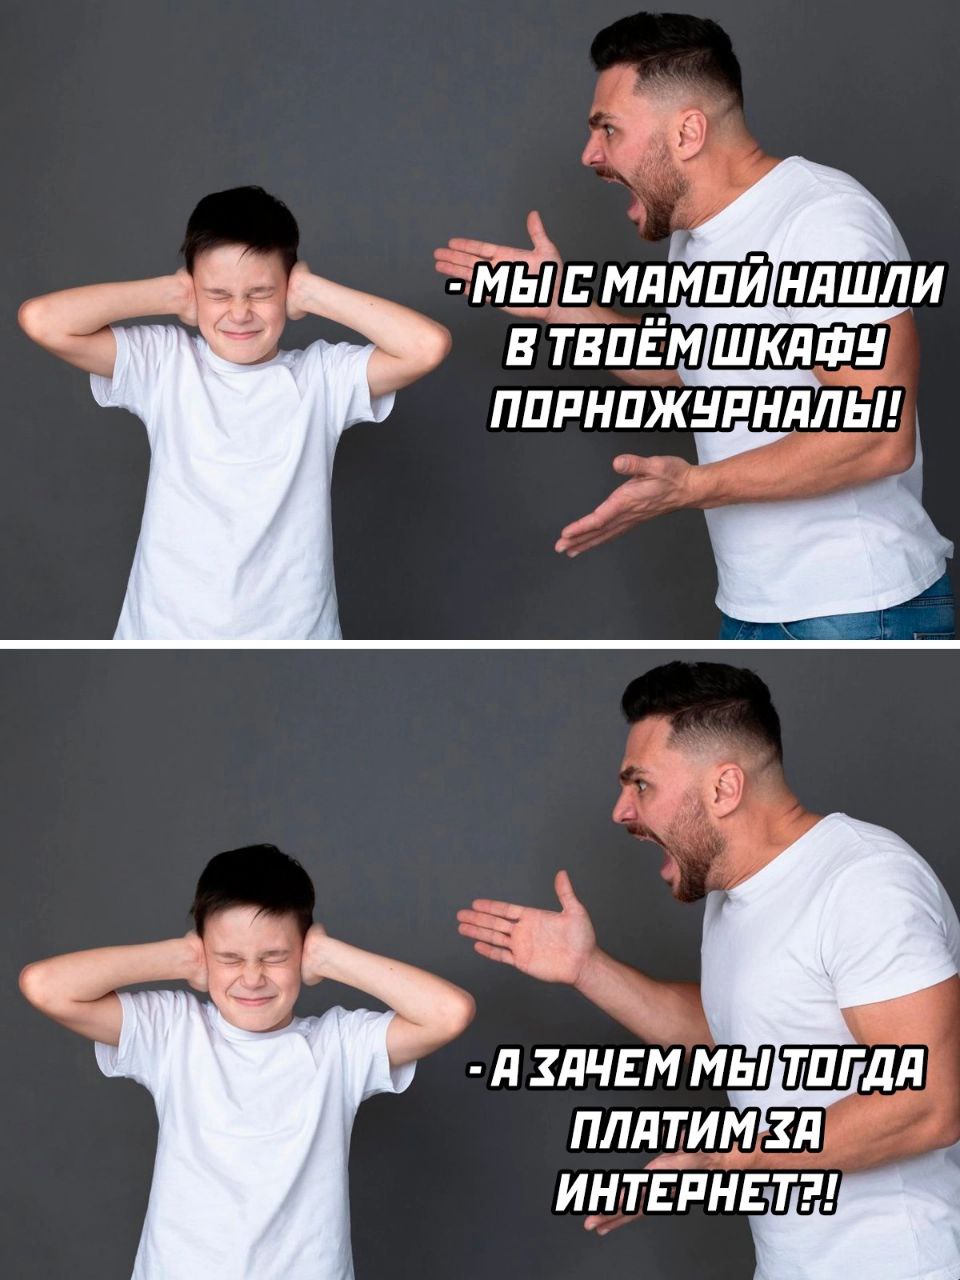 - МЫ С МАМОЙ НАШЛИ
В ТВОЁМ ШКАФУ
ПОРНОЖУРНАЛЫ!
- А ЗАЧЕМ МЫ ТОГДА
ПЛАТИМ ЗА
ИНТЕРНЕТ?!